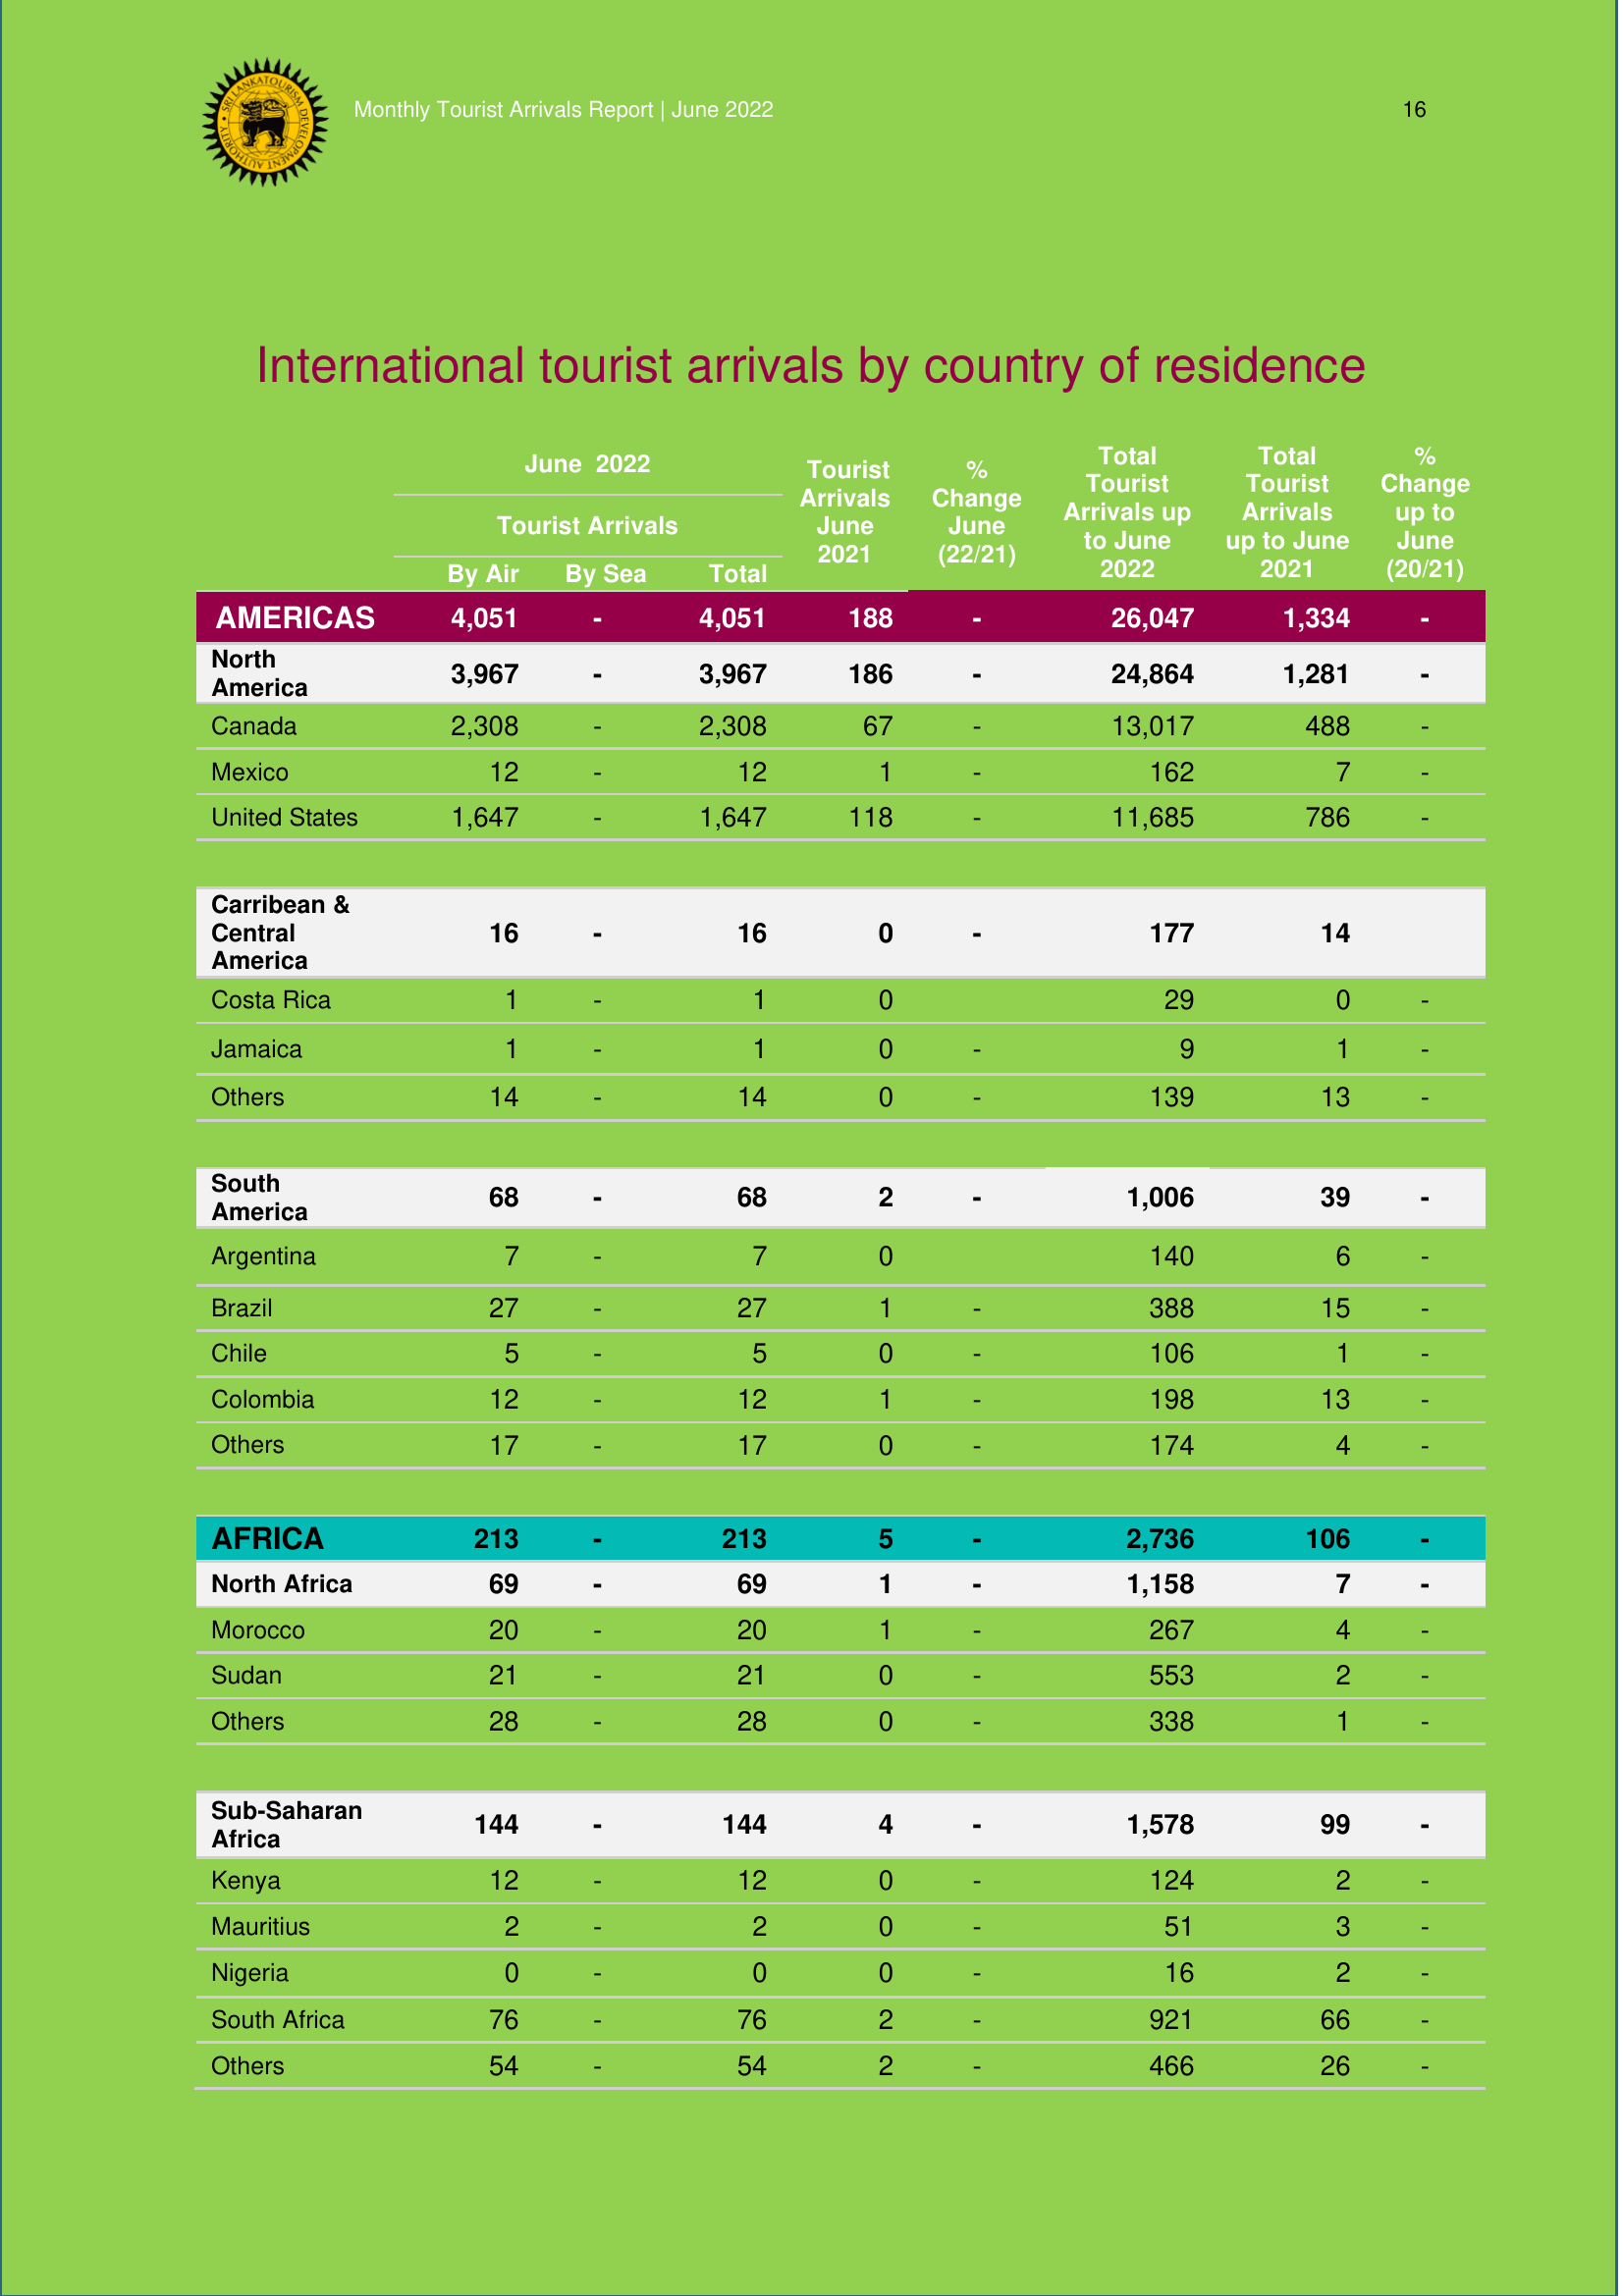 SRI LANKA TOURISM DEVELOPMENT AUTHORITY
Monthly Tourist Arrivals Report | June 2022 16
International tourist arrivals by country of residence
June 2022
Tourist Arrivals
By Air By Sea Total
Tourist
Arrivals
June
2021
%
Change
June
(22/21)
Total
Tourist
Arrivals up
to June
2022
Total
Tourist
Arrivals
up to June
2021
%
Change
up to
June
(20/21)
AMERICAS 4,051 - 4,051 188 - 26,047 1,334 -
North
America 3,967 - 3,967 186 - 24,864 1,281 -
Canada 2,308 - 2,308 67 - 13,017 488 -
Mexico 12 - 12 1 - 162 7 -
United States 1,647 - 1,647 118 - 11,685 786 -
Carribean &
Central
America 16 - 16 0 - 177 14
Costa Rica 1 - 1 0 29 0 -
Jamaica 1 - 1 0 - 9 1 -
Others 14 - 14 0 - 139 13 -
South
America 68 - 68 2 - 1,006 39 -
Argentina 7 - 7 0 140 6 -
Brazil 27 - 27 1 - 388 15 -
Chile 5 - 5 0 - 106 1 -
Colombia 12 - 12 1 - 198 13 -
Others 17 - 17 0 - 174 4 -
AFRICA 213 - 213 5 - 2,736 106 -
North Africa 69 - 69 1 - 1,158 7 -
Morocco 20 - 20 1 - 267 4 -
Sudan 21 - 21 0 - 553 2 -
Others 28 - 28 0 - 338 1 -
Sub-Saharan
Africa 144 - 144 4 - 1,578 99 -
Kenya 12 - 12 0 - 124 2 -
Mauritius 2 - 2 0 - 51 3 -
Nigeria 0 - 0 0 - 16 2 -
South Africa 76 - 76 2 - 921 66 -
Others 54 - 54 2 - 466 26 -